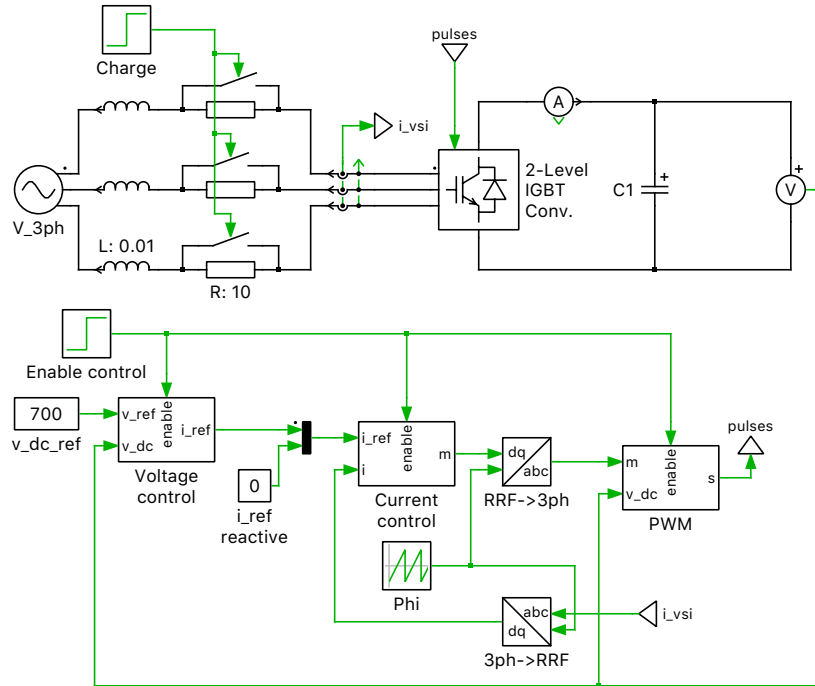 Charge
pulses
i_vsi
A
2-Level
IGBT
Conv.
C1
+
+
V
V_3ph
L: 0.01
R: 10
Enable control
700
v_dc_ref
v_ref
v_dc
enable
i_ref
Voltage
control
0
i_ref
reactive
i_ref
i
enable
m
Current
control
dq
abc
RRF->3ph
m
v_dc
enable
s
PWM
pulses
Phi
abc
dq
3ph->RRF
i_vsi